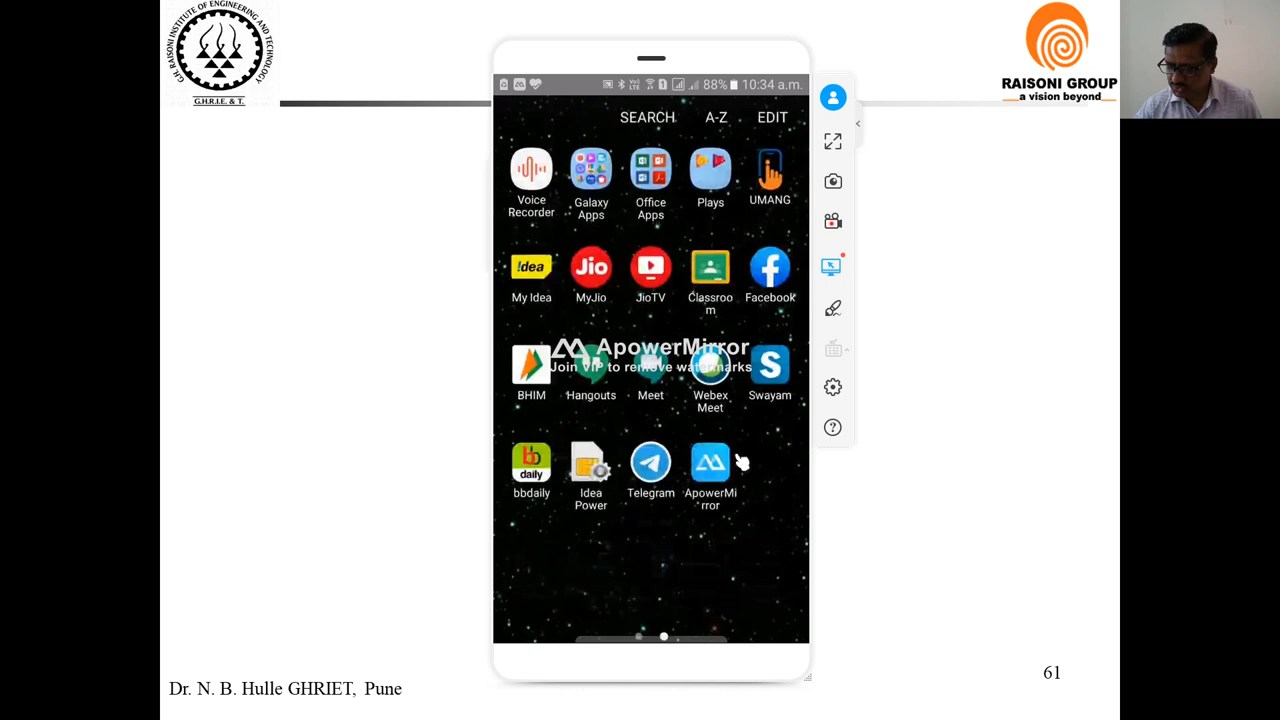 G.H. RAISONI INSTITUTE OF ENGINEERING AND TECHNOLOGY
G.H.R.I.E. & T.
RAISONI GROUP
a vision beyond
88% 10:34 a.m.
SEARCH A-Z EDIT
Voice Recorder
Galaxy Apps
Office Apps
Plays
UMANG
!dea
Jio
My Idea
MyJio
JioTV
Classroo
m
Facebook
ApowerMirror
Join VIP to remove watermarks
S
BHIM
Hangouts
Meet
Webex Meet
Swayam
bb
daily
bbdaily
Idea Power
Telegram
ApowerMi
rror
Dr. N. B. Hulle GHRIET, Pune
61